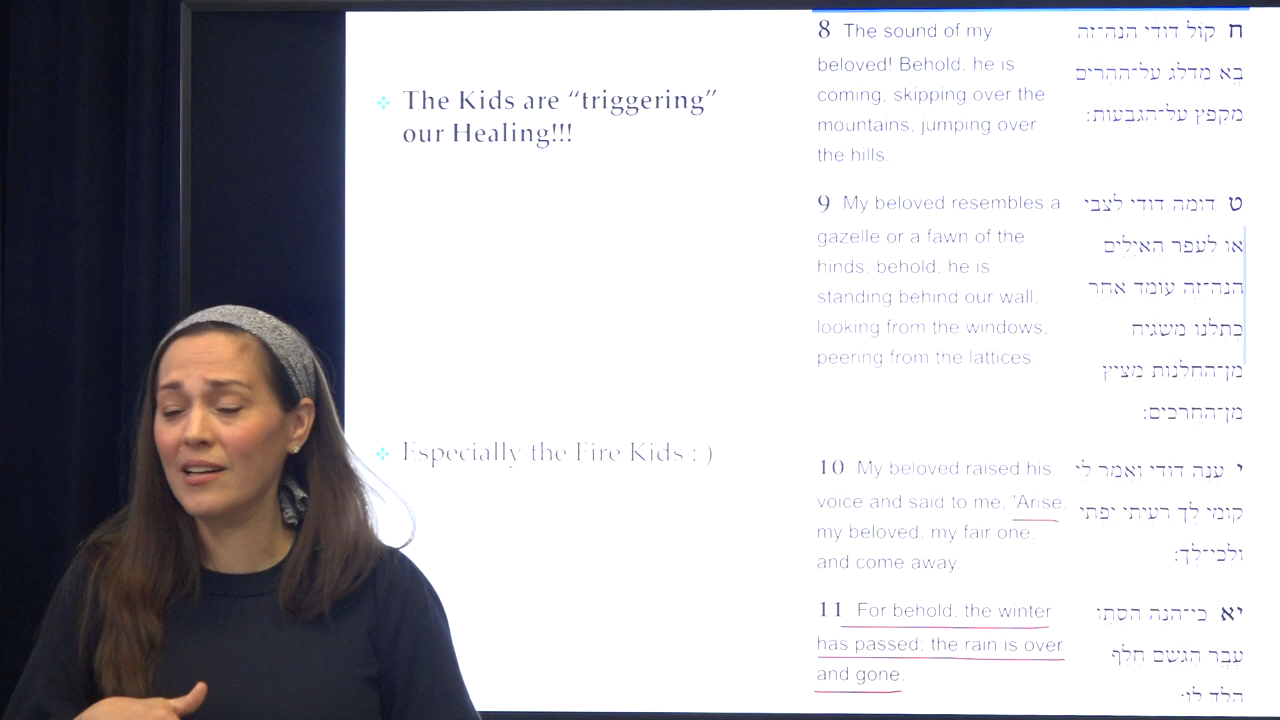 The Kids are “triggering”
our Healing!!!
Especially the Fire Kids : )
8 The sound of my
beloved! Behold, he is
coming, skipping over the
mountains, jumping over
the hills.
ח קול דודי הנה־זה
בא מדלג על־ההרים
מקפץ על־הגבעות:
9 My beloved resembles a
gazelle or a fawn of the
hinds; behold, he is
standing behind our wall,
looking from the windows,
peering from the lattices.
ט דומה דודי לצבי
או לעפר האילים
הנה־זה עומד אחר
כתלנו משגיח
מן־החלנות מציץ
מן־החרכים:
10 My beloved raised his
voice and said to me, 'Arise,
my beloved, my fair one,
and come away.
י ענה דודי ואמר לי
קומי לך רעיתי יפתי
ולכי־לך:
11 For behold, the winter
has passed; the rain is over
and gone.
יא כי־הנה הסתו
עבר הגשם חלף
הלך לו: